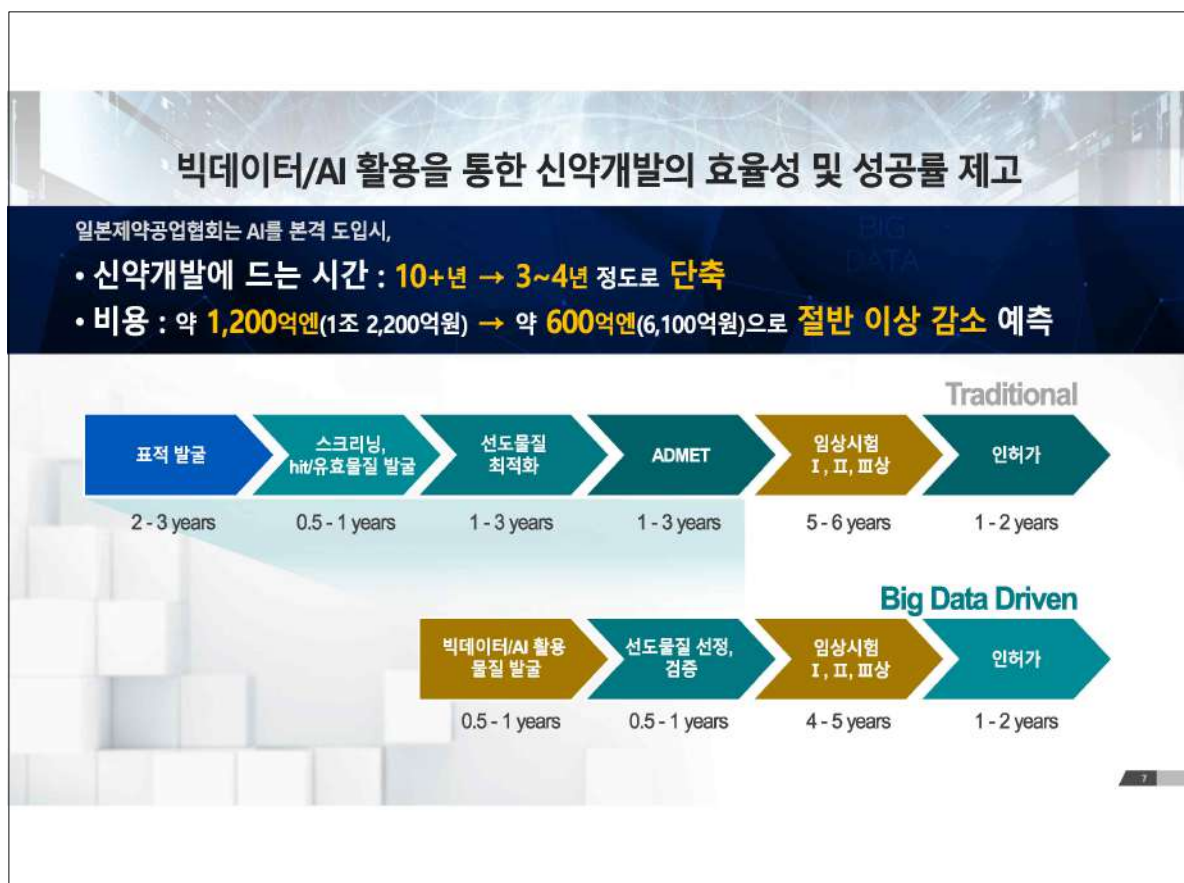 빅데이터/AI 활용을 통한 신약개발의 효율성 및 성공률 제고
BIG
DATA
일본제약공업협회는 AI를 본격 도입시,
• 신약개발에 드는 시간 : 10+년 → 3~4년 정도로 단축
• 비용 : 약 1,200억엔(1조 2,200억원) → 약 600억엔(6,100억원)으로 절반 이상 감소 예측
Traditional
표적 발굴
스크리닝,
hit/유효물질 발굴
선도물질
최적화
ADMET
임상시험
I, II, III상
인허가
2 - 3 years
0.5 - 1 years
1 - 3 years
1 - 3 years
5 - 6 years
1 - 2 years
Big Data Driven
빅데이터/AI 활용
물질 발굴
선도물질 선정,
검증
임상시험
I, II, III상
인허가
0.5 - 1 years
0.5 - 1 years
4 - 5 years
1 - 2 years
7